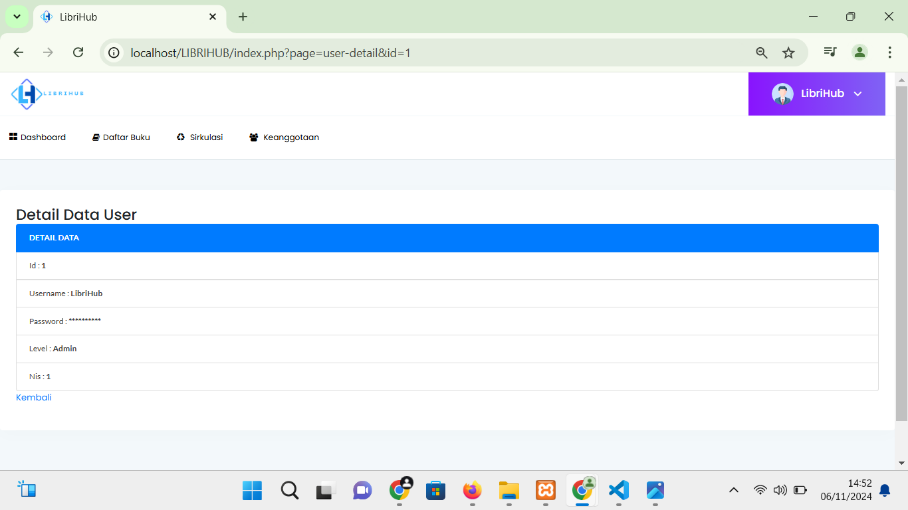 LibriHub
localhost/LIBRIHUB/index.php?page=user-detail&id=1
LIBRIHUB
LibriHub
Dashboard
Daftar Buku
Sirkulasi
Keanggotaan
Detail Data User
DETAIL DATA
Id : 1
Username : LibriHub
Password : **********
Level : Admin
Nis : 1
Kembali
14:52
06/11/2024